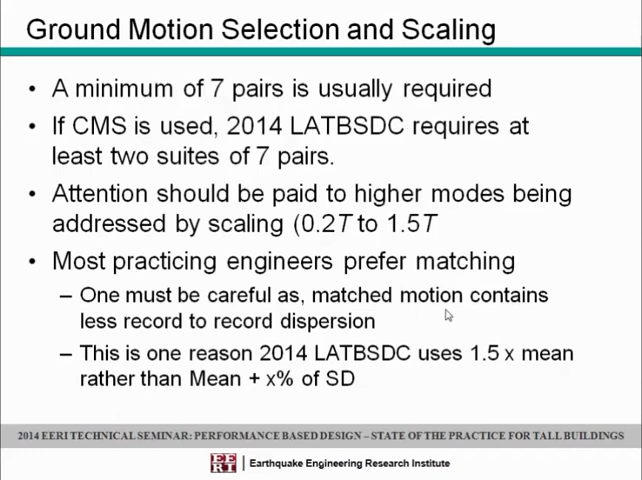 Ground Motion Selection and Scaling
• A minimum of 7 pairs is usually required
• If CMS is used, 2014 LATBSDC requires at
least two suites of 7 pairs.
• Attention should be paid to higher modes being
addressed by scaling (0.2T to 1.5T
• Most practicing engineers prefer matching
– One must be careful as, matched motion contains
less record to record dispersion
– This is one reason 2014 LATBSDC uses 1.5 x mean
rather than Mean + x% of SD
2014 EERI TECHNICAL SEMINAR: PERFORMANCE BASED DESIGN – STATE OF THE PRACTICE FOR TALL BUILDINGS
EERI | Earthquake Engineering Research Institute